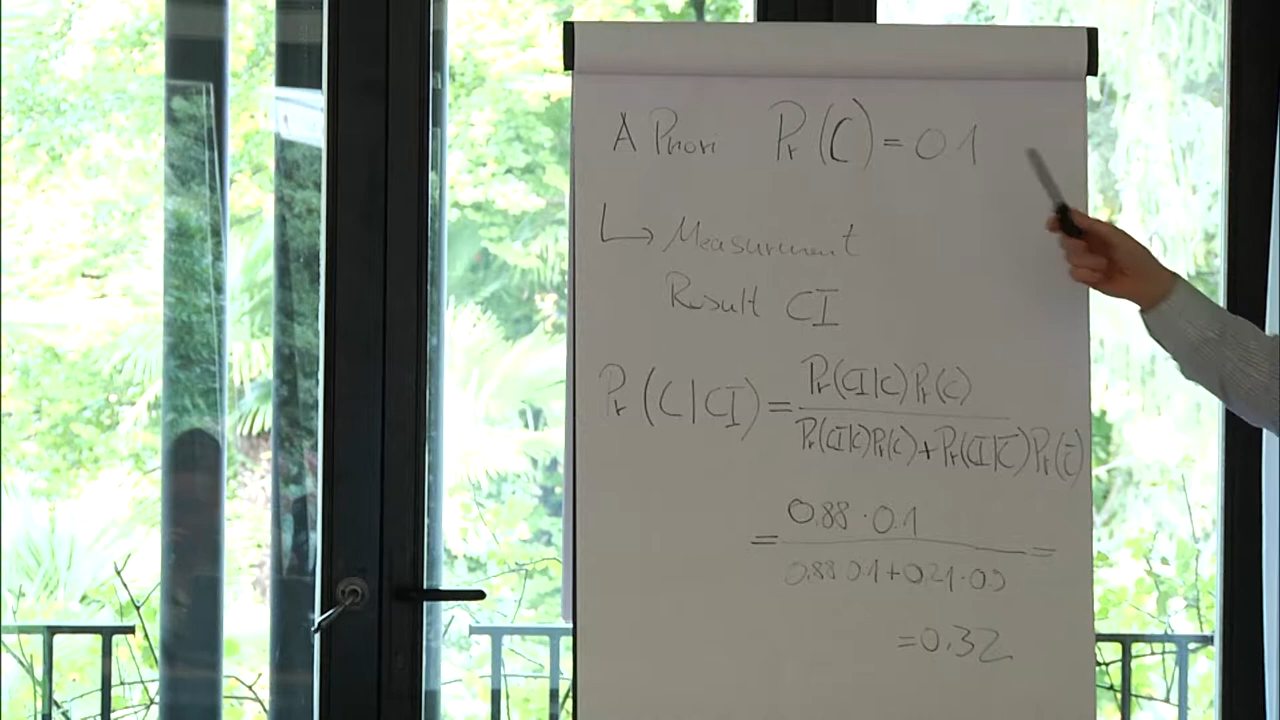 A Priori Pr(C) = 0.1
↳ Measurment
Result CI
Pr(C|CI) = Pr(CI|C)Pr(C)
Pr(CI|C)Pr(C)+Pr(CI|C̄)Pr(C̄)
= 0.88 · 0.1 =
0.88 0.1+0.21·0.9
=0.32